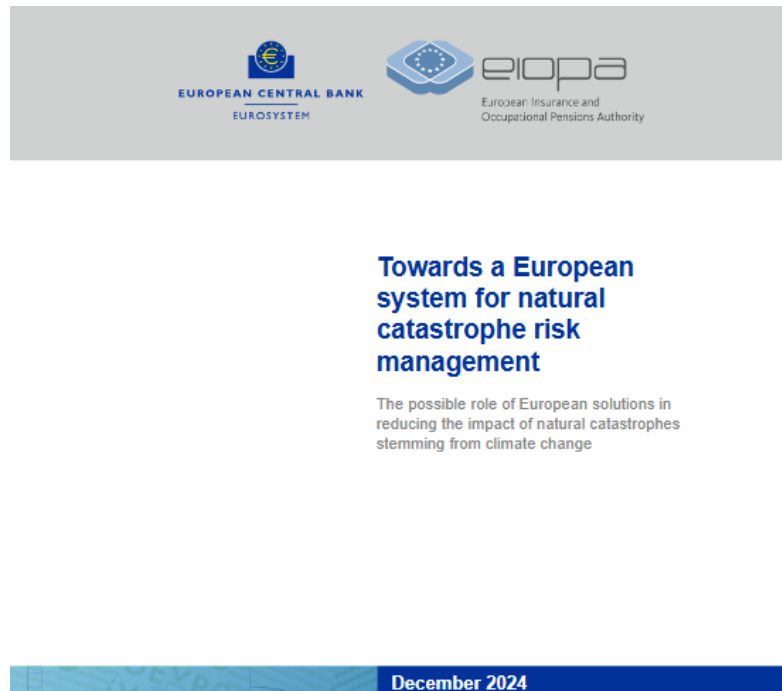 EUROPEAN CENTRAL BANK
EUROSYSTEM
eiopa
European Insurance and
Occupational Pensions Authority
Towards a European
system for natural
catastrophe risk
management
The possible role of European solutions in
reducing the impact of natural catastrophes
stemming from climate change
December 2024